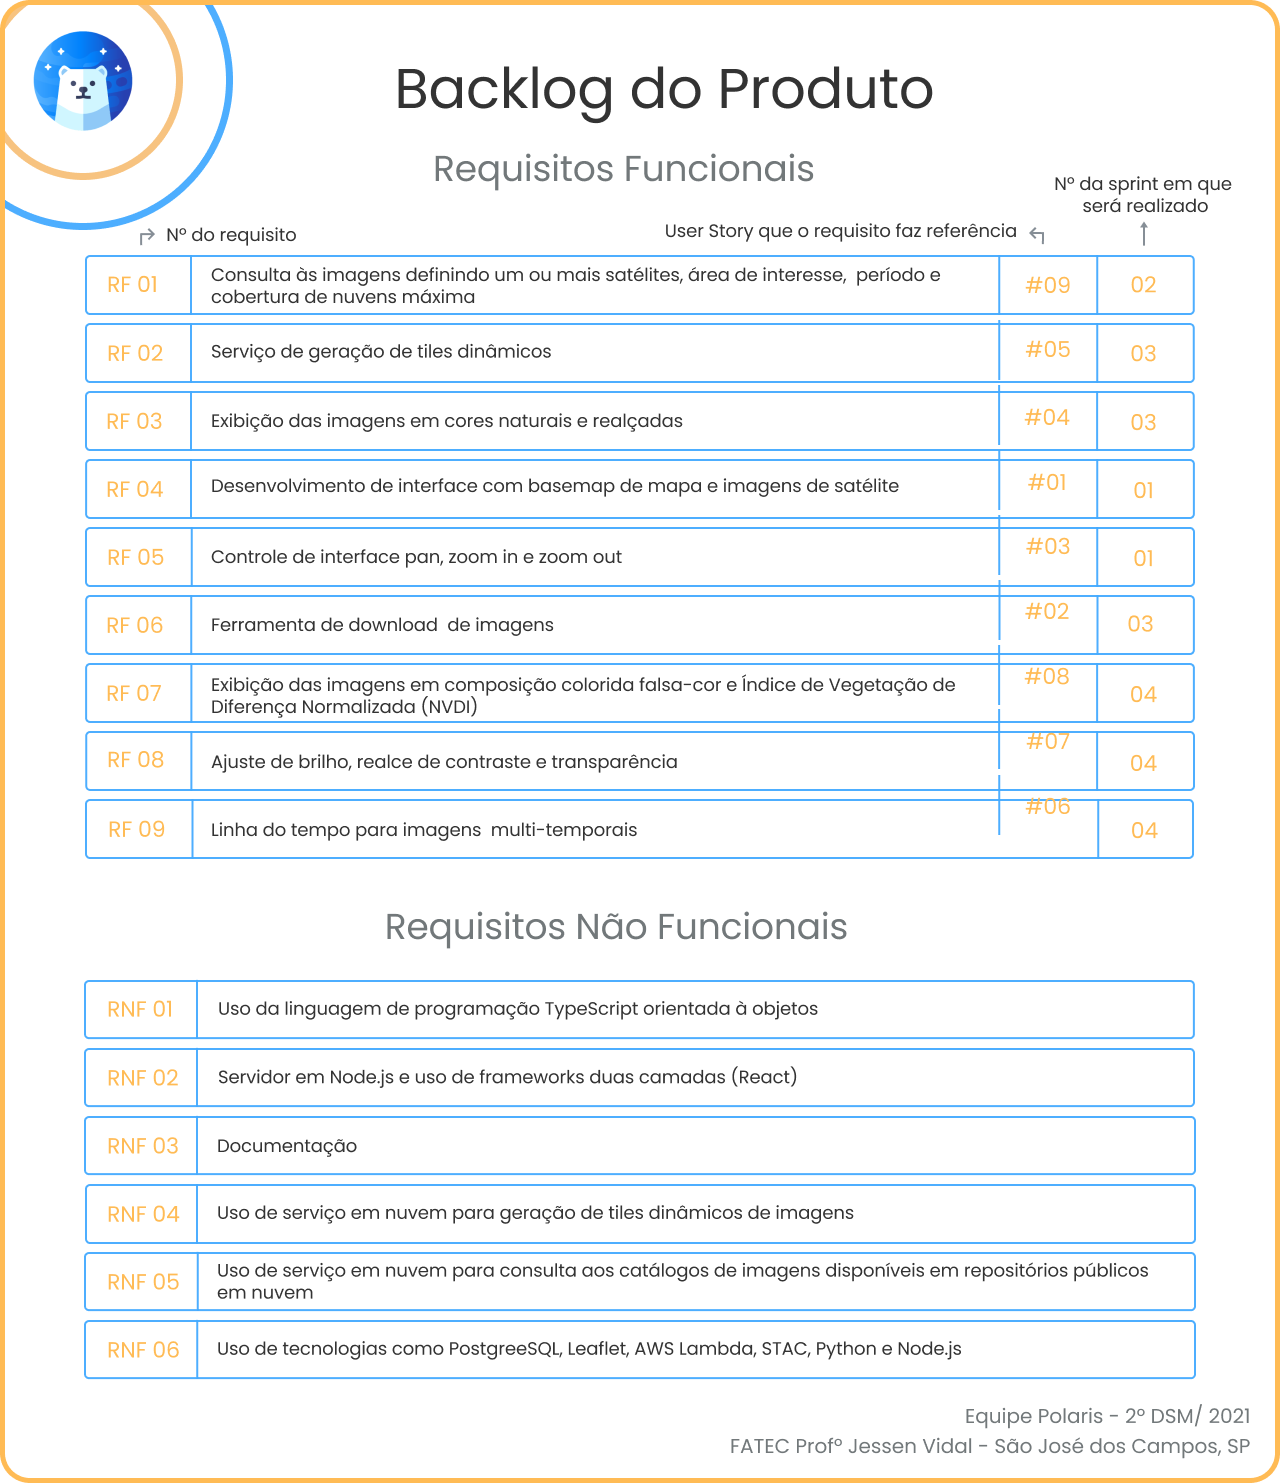 Backlog do Produto
Requisitos Funcionais
Nº da sprint em que
será realizado
Nº do requisito
User Story que o requisito faz referência
RF 01
Consulta às imagens definindo um ou mais satélites, área de interesse,  período e
cobertura de nuvens máxima
#09
02
RF 02
Serviço de geração de tiles dinâmicos
#05
03
RF 03
Exibição das imagens em cores naturais e realçadas
#04
03
RF 04
Desenvolvimento de interface com basemap de mapa e imagens de satélite
#01
01
RF 05
Controle de interface pan, zoom in e zoom out
#03
01
RF 06
Ferramenta de download  de imagens
#02
03
RF 07
Exibição das imagens em composição colorida falsa-cor e Índice de Vegetação de
Diferença Normalizada (NVDI)
#08
04
RF 08
Ajuste de brilho, realce de contraste e transparência
#07
04
RF 09
Linha do tempo para imagens  multi-temporais
#06
04
Requisitos Não Funcionais
RNF 01
Uso da linguagem de programação TypeScript orientada à objetos
RNF 02
Servidor em Node.js e uso de frameworks duas camadas (React)
RNF 03
Documentação
RNF 04
Uso de serviço em nuvem para geração de tiles dinâmicos de imagens
RNF 05
Uso de serviço em nuvem para consulta aos catálogos de imagens disponíveis em repositórios públicos
em nuvem
RNF 06
Uso de tecnologias como PostgreeSQL, Leaflet, AWS Lambda, STAC, Python e Node.js
Equipe Polaris - 2º DSM/ 2021
FATEC Profº Jessen Vidal - São José dos Campos, SP